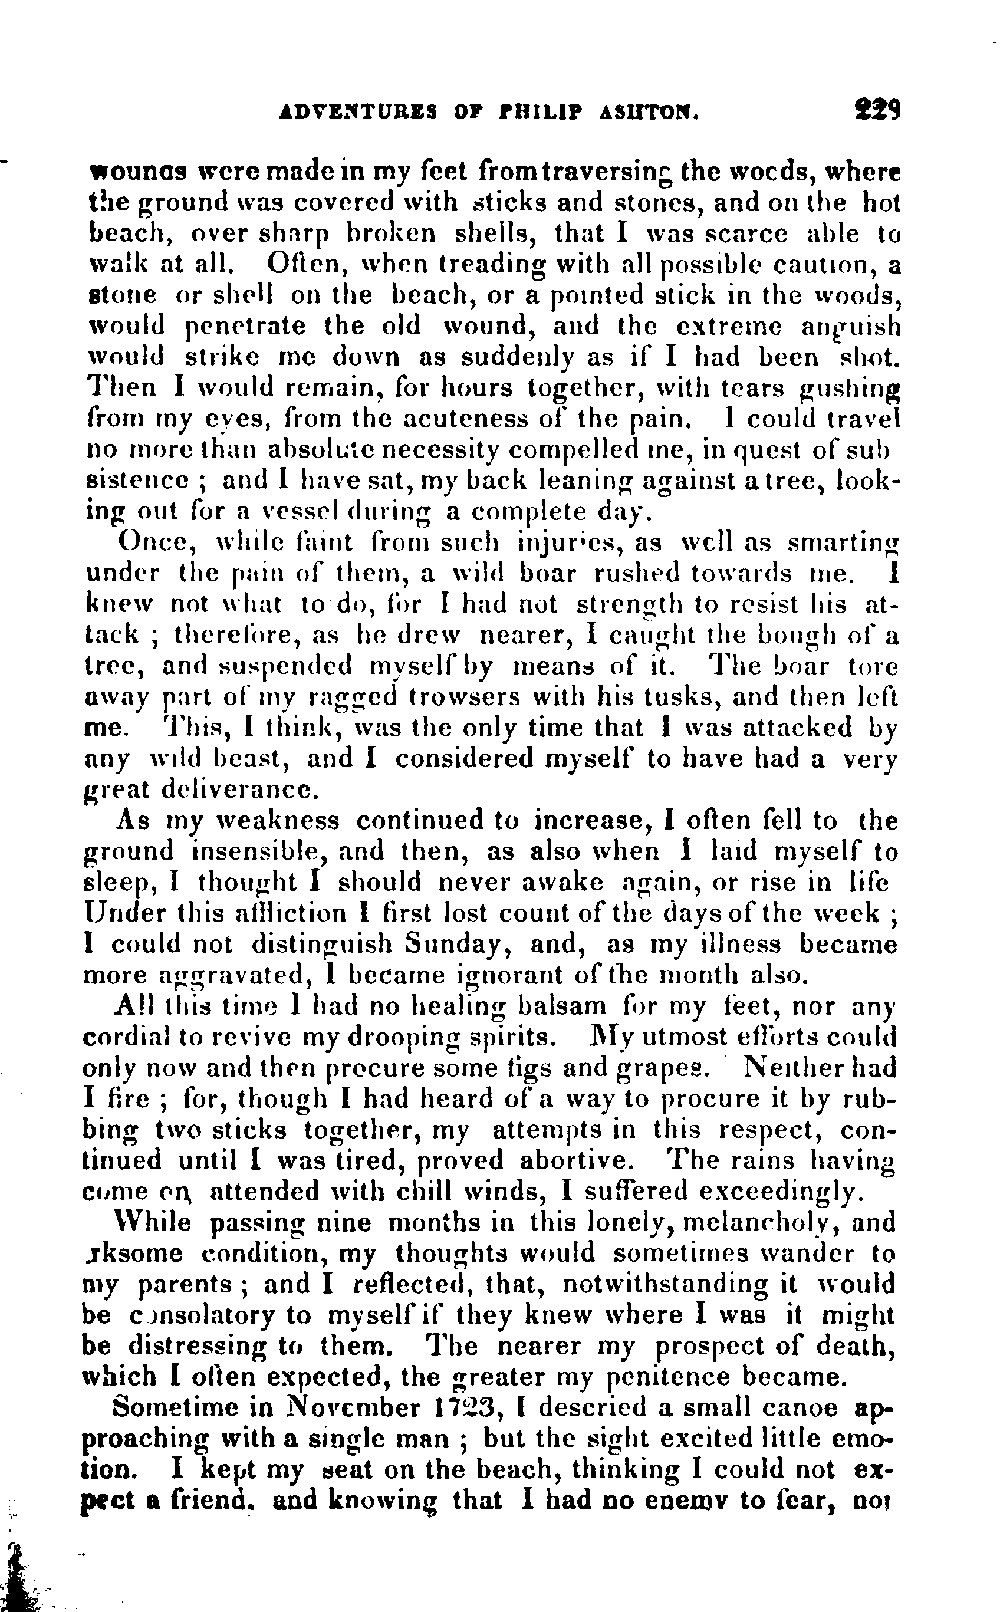 ADVENTURES OF PHILIP ASHTON. 229
wounds were made in my feet from traversing the woods, where
the ground was covered with sticks and stones, and on the hot
beach, over sharp broken shells, that I was scarce able to
walk at all. Often, when treading with all possible caution, a
stone or shell on the beach, or a pointed stick in the woods,
would penetrate the old wound, and the extreme anguish
would strike me down as suddenly as if I had been shot.
Then I would remain, for hours together, with tears gushing
from my eyes, from the acuteness of the pain. I could travel
no more than absolute necessity compelled me, in quest of sub
sistence ; and I have sat, my back leaning against a tree, look-
ing out for a vessel during a complete day.
Once, while faint from such injuries, as well as smarting
under the pain of them, a wild boar rushed towards me. I
knew not what to do, for I had not strength to resist his at-
tack ; therefore, as he drew nearer, I caught the bough of a
tree, and suspended myself by means of it. The boar tore
away part of my ragged trowsers with his tusks, and then left
me. This, I think, was the only time that I was attacked by
any wild beast, and I considered myself to have had a very
great deliverance.
As my weakness continued to increase, I often fell to the
ground insensible, and then, as also when I laid myself to
sleep, I thought I should never awake again, or rise in life
Under this affliction I first lost count of the days of the week ;
I could not distinguish Sunday, and, as my illness became
more aggravated, I became ignorant of the month also.
All this time I had no healing balsam for my feet, nor any
cordial to revive my drooping spirits. My utmost efforts could
only now and then procure some figs and grapes. Neither had
I fire ; for, though I had heard of a way to procure it by rub-
bing two sticks together, my attempts in this respect, con-
tinued until I was tired, proved abortive. The rains having
come on, attended with chill winds, I suffered exceedingly.
While passing nine months in this lonely, melancholy, and
irksome condition, my thoughts would sometimes wander to
my parents ; and I reflected, that, notwithstanding it would
be consolatory to myself if they knew where I was it might
be distressing to them. The nearer my prospect of death,
which I often expected, the greater my penitence became.
Sometime in November 1723, I descried a small canoe ap-
proaching with a single man ; but the sight excited little emo-
tion. I kept my seat on the beach, thinking I could not ex-
pect a friend, and knowing that I had no enemy to fear, nor